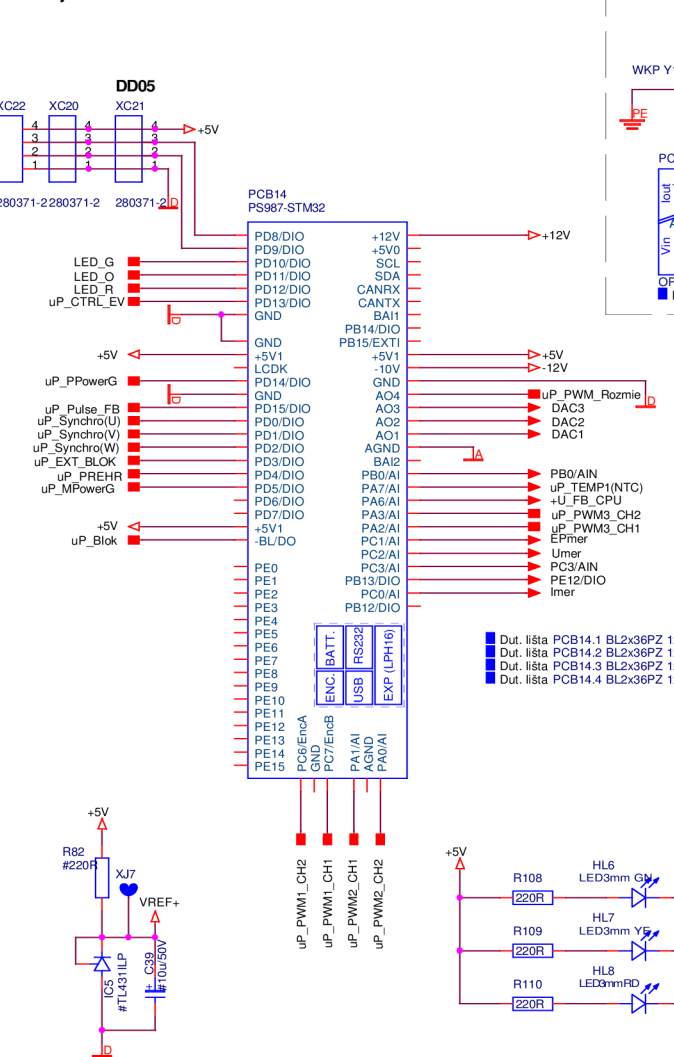 DD05
XC22
XC20
XC21
4
4
4
+5V
3
3
3
2
2
2
1
1
1
280371-2
280371-2
280371-2
D
WKP Y1
PE
PC
Iout
Vin
OP
PCB14
PS987-STM32
PD8/DIO
+12V
+12V
PD9/DIO
+5V0
LED_G
PD10/DIO
SCL
LED_O
PD11/DIO
SDA
LED_R
PD12/DIO
CANRX
uP_CTRL_EV
PD13/DIO
CANTX
D
GND
BAI1
PB14/DIO
GND
PB15/EXTI
+5V
+5V1
+5V1
+5V
LCDK
-10V
-12V
uP_PPowerG
PD14/DIO
GND
D
D
GND
AO4
uP_PWM_Rozmie
uP_Pulse_FB
PD15/DIO
AO3
DAC3
uP_Synchro(U)
PD0/DIO
AO2
DAC2
uP_Synchro(V)
PD1/DIO
AO1
DAC1
uP_Synchro(W)
PD2/DIO
AGND
A
uP_EXT_BLOK
PD3/DIO
BAI2
uP_PREHR
PD4/DIO
PB0/AI
PB0/AIN
uP_MPowerG
PD5/DIO
PA7/AI
uP_TEMP1(NTC)
PD6/DIO
PA6/AI
+U_FB_CPU
PD7/DIO
PA3/AI
uP_PWM3_CH2
+5V
+5V1
PA2/AI
uP_PWM3_CH1
uP_Blok
-BL/DO
PC1/AI
EPmer
PC2/AI
Umer
PE0
PC3/AI
PC3/AIN
PE1
PB13/DIO
PE12/DIO
PE2
PC0/AI
Imer
PE3
PB12/DIO
PE4
PE5
PE6
PE7
PE8
PE9
PE10
PE11
PE12
PE13
PE14
PE15
BATT.
RS232
EXP (LPH16)
ENC.
USB
Dut. lišta PCB14.1 BL2x36PZ 1
Dut. lišta PCB14.2 BL2x36PZ 1
Dut. lišta PCB14.3 BL2x36PZ 1
Dut. lišta PCB14.4 BL2x36PZ 1
PC6/EncA
GND
PC7/EncB
PA1/AI
AGND
PA0/AI
uP_PWM1_CH2
uP_PWM1_CH1
uP_PWM2_CH1
uP_PWM2_CH2
+5V
R82
#220R
XJ7
VREF+
IC5
#TL431ILP
+
C39
#10u/50V
D
+5V
R108
220R
HL6
LED3mm GN
R109
220R
HL7
LED3mm YE
R110
220R
HL8
LED3mmRD